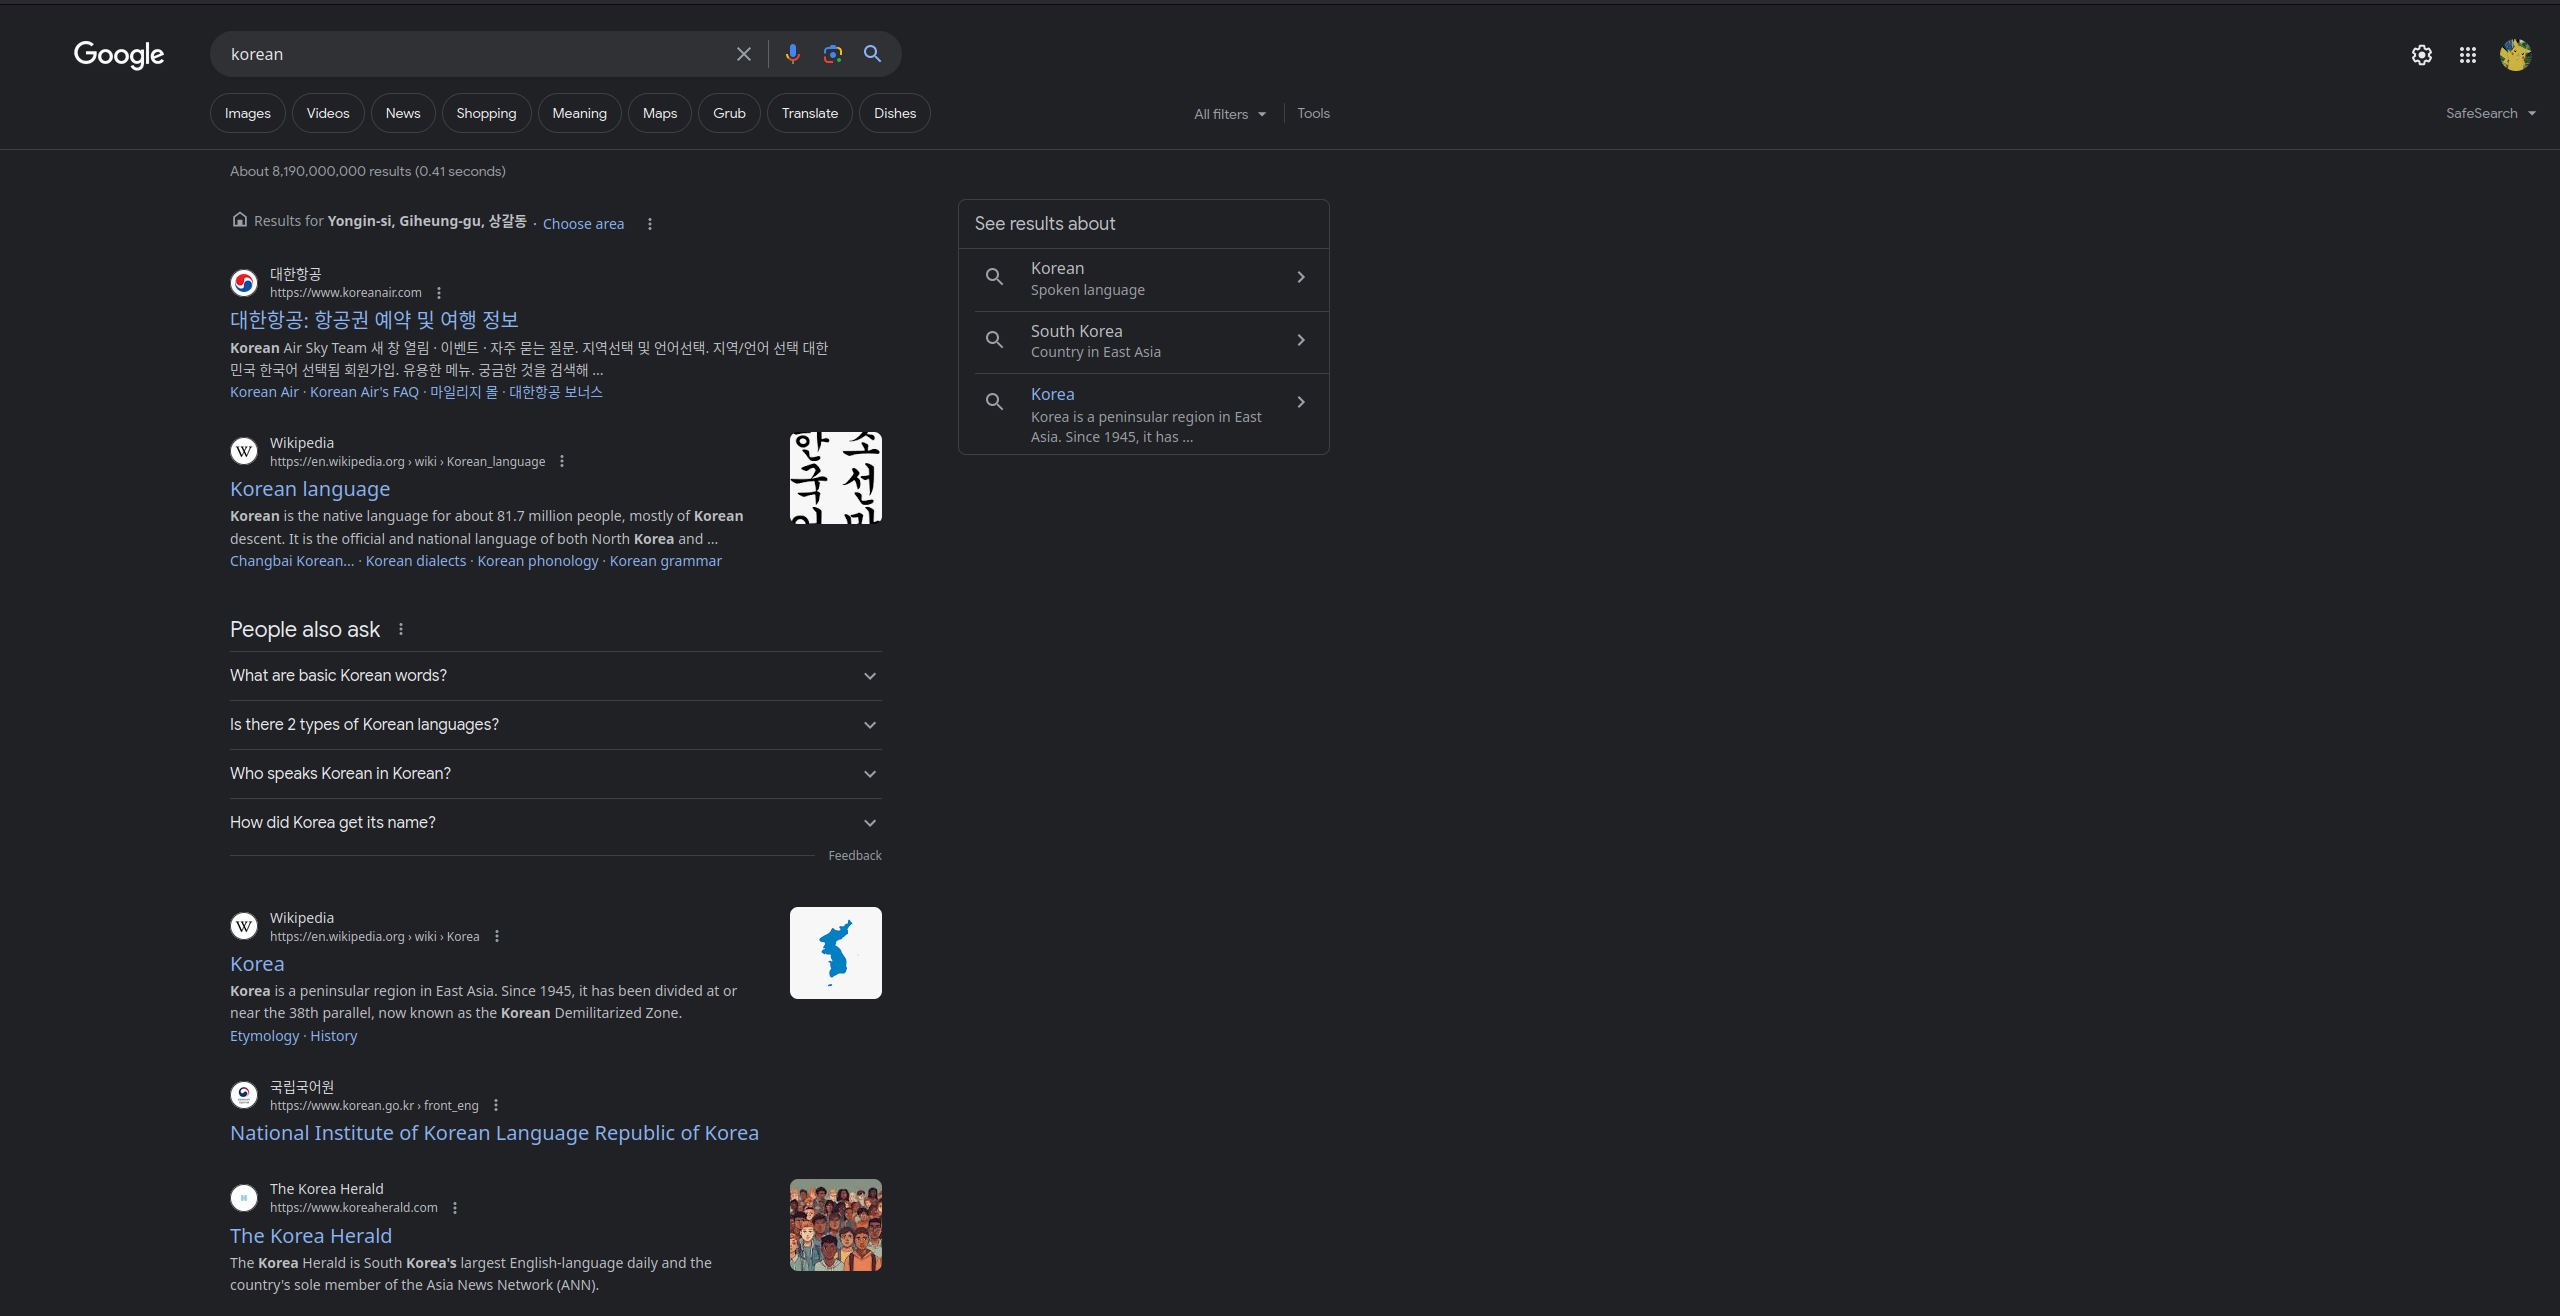 Google
korean
Images
Videos
News
Shopping
Meaning
Maps
Grub
Translate
Dishes
All filters
Tools
SafeSearch
About 8,190,000,000 results (0.41 seconds)
Results for Yongin-si, Giheung-gu, 상갈동 · Choose area
대한항공
https://www.koreanair.com
대한항공: 항공권 예약 및 여행 정보
Korean Air Sky Team 새 창 열림 · 이벤트 · 자주 묻는 질문. 지역선택 및 언어선택. 지역/언어 선택 대한
민국 한국어 선택됨 회원가입. 유용한 메뉴. 궁금한 것을 검색해 ...
Korean Air · Korean Air's FAQ · 마일리지 몰 · 대한항공 보너스
W
Wikipedia
https://en.wikipedia.org › wiki › Korean_language
Korean language
Korean is the native language for about 81.7 million people, mostly of Korean
descent. It is the official and national language of both North Korea and ...
Changbai Korean... · Korean dialects · Korean phonology · Korean grammar
한국어
조선말
People also ask
What are basic Korean words?
Is there 2 types of Korean languages?
Who speaks Korean in Korean?
How did Korea get its name?
Feedback
W
Wikipedia
https://en.wikipedia.org › wiki › Korea
Korea
Korea is a peninsular region in East Asia. Since 1945, it has been divided at or
near the 38th parallel, now known as the Korean Demilitarized Zone.
Etymology · History
국립국어원
https://www.korean.go.kr › front_eng
National Institute of Korean Language Republic of Korea
H
The Korea Herald
https://www.koreaherald.com
The Korea Herald
The Korea Herald is South Korea's largest English-language daily and the
country's sole member of the Asia News Network (ANN).
See results about
Korean
Spoken language
South Korea
Country in East Asia
Korea
Korea is a peninsular region in East
Asia. Since 1945, it has ...